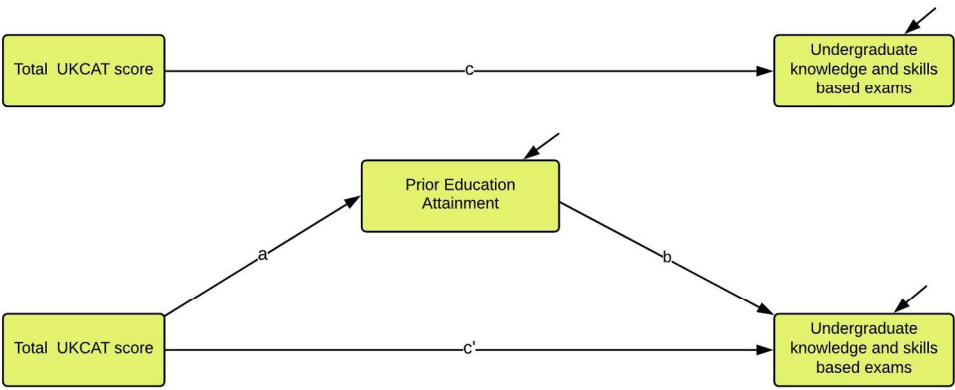 Total UKCAT score
c
Undergraduate
knowledge and skills
based exams
Prior Education
Attainment
a
b
Total UKCAT score
c'
Undergraduate
knowledge and skills
based exams